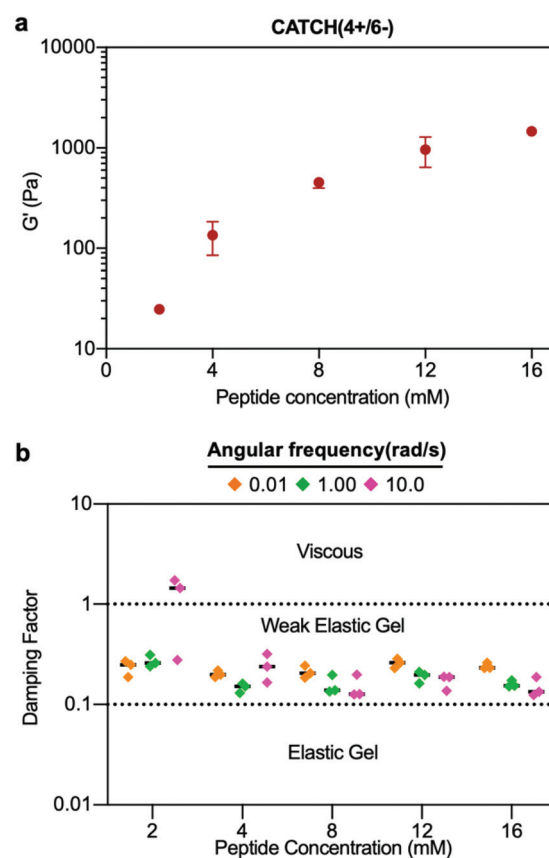 a
CATCH(4+/6-)
10000
1000
100
10
G' (Pa)
0 4 8 12 16
Peptide concentration (mM)
b
Angular frequency(rad/s)
0.01 1.00 10.0
10
1
0.1
0.01
Damping Factor
Viscous
Weak Elastic Gel
Elastic Gel
2 4 8 12 16
Peptide Concentration (mM)